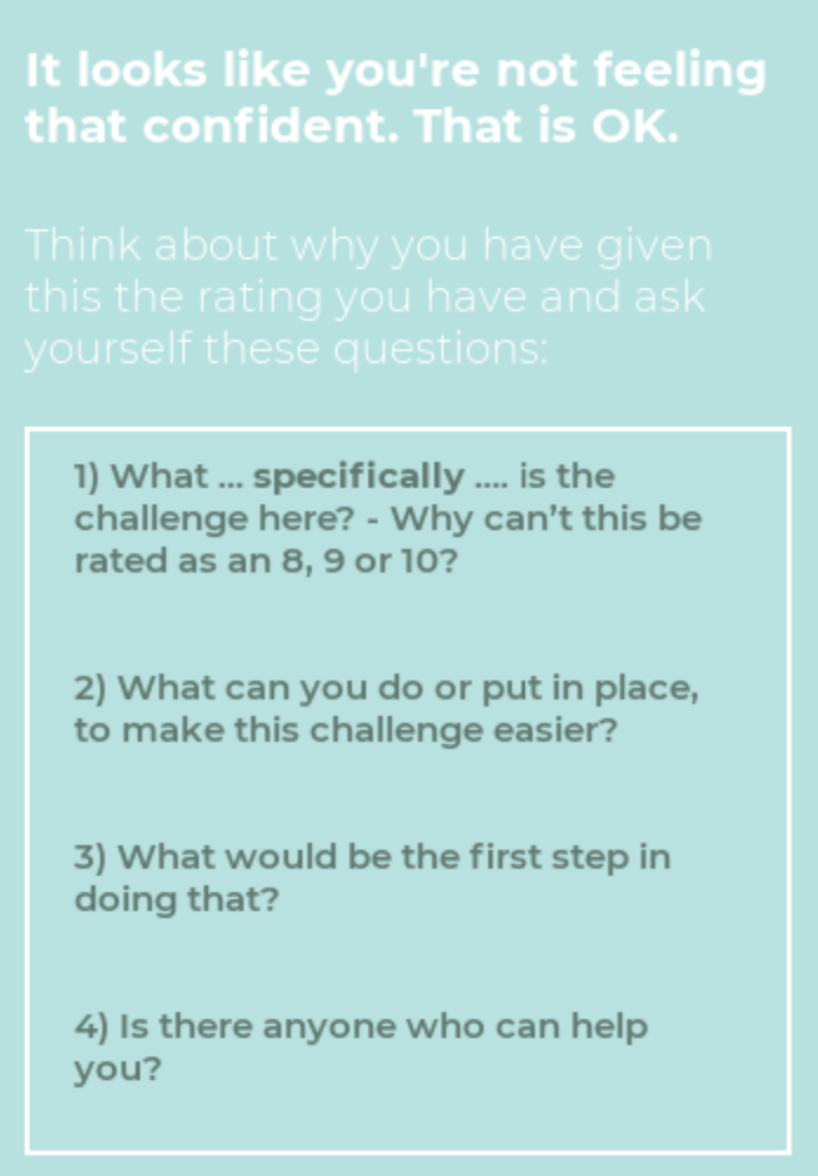 It looks like you're not feeling
that confident. That is OK.
Think about why you have given
this the rating you have and ask
yourself these questions:
1) What ... specifically .... is the
challenge here? - Why can’t this be
rated as an 8, 9 or 10?
2) What can you do or put in place,
to make this challenge easier?
3) What would be the first step in
doing that?
4) Is there anyone who can help
you?